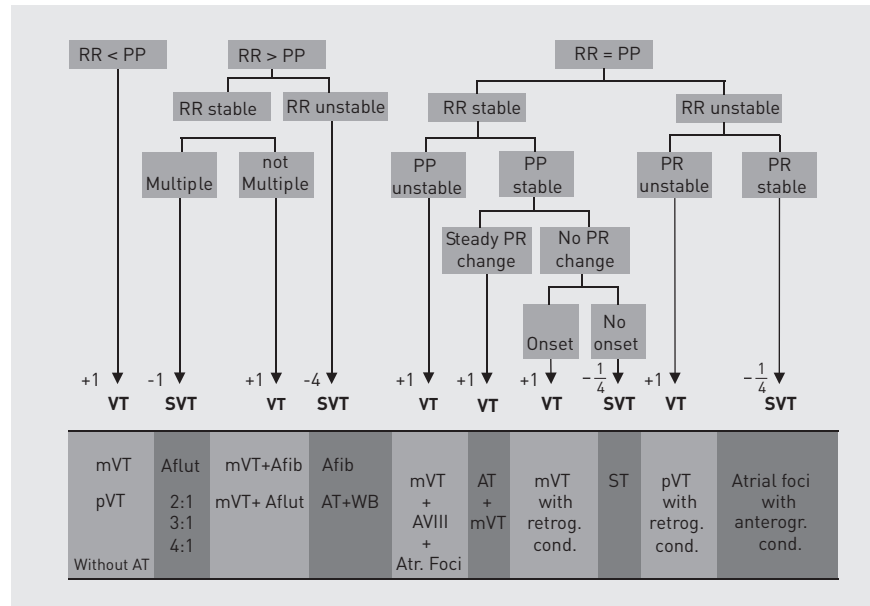 RR < PP
RR > PP
RR = PP
RR stable
RR unstable
RR stable
RR unstable
Multiple
not
Multiple
PP
unstable
PP
stable
PR
unstable
PR
stable
Steady PR
change
No PR
change
Onset
No
onset
+1 -1 +1 -4 +1 +1 +1 -1/4 +1 -1/4
VT SVT VT SVT VT VT VT SVT VT SVT
mVT
pVT
Without AT
Aflut
2:1
3:1
4:1
mVT+Afib
mVT+ Aflut
Afib
AT+WB
mVT
+
AVIII
+
Atr. Foci
AT
+
mVT
mVT
with
retrog.
cond.
ST
pVT
with
retrog.
cond.
Atrial foci
with
anterogr.
cond.